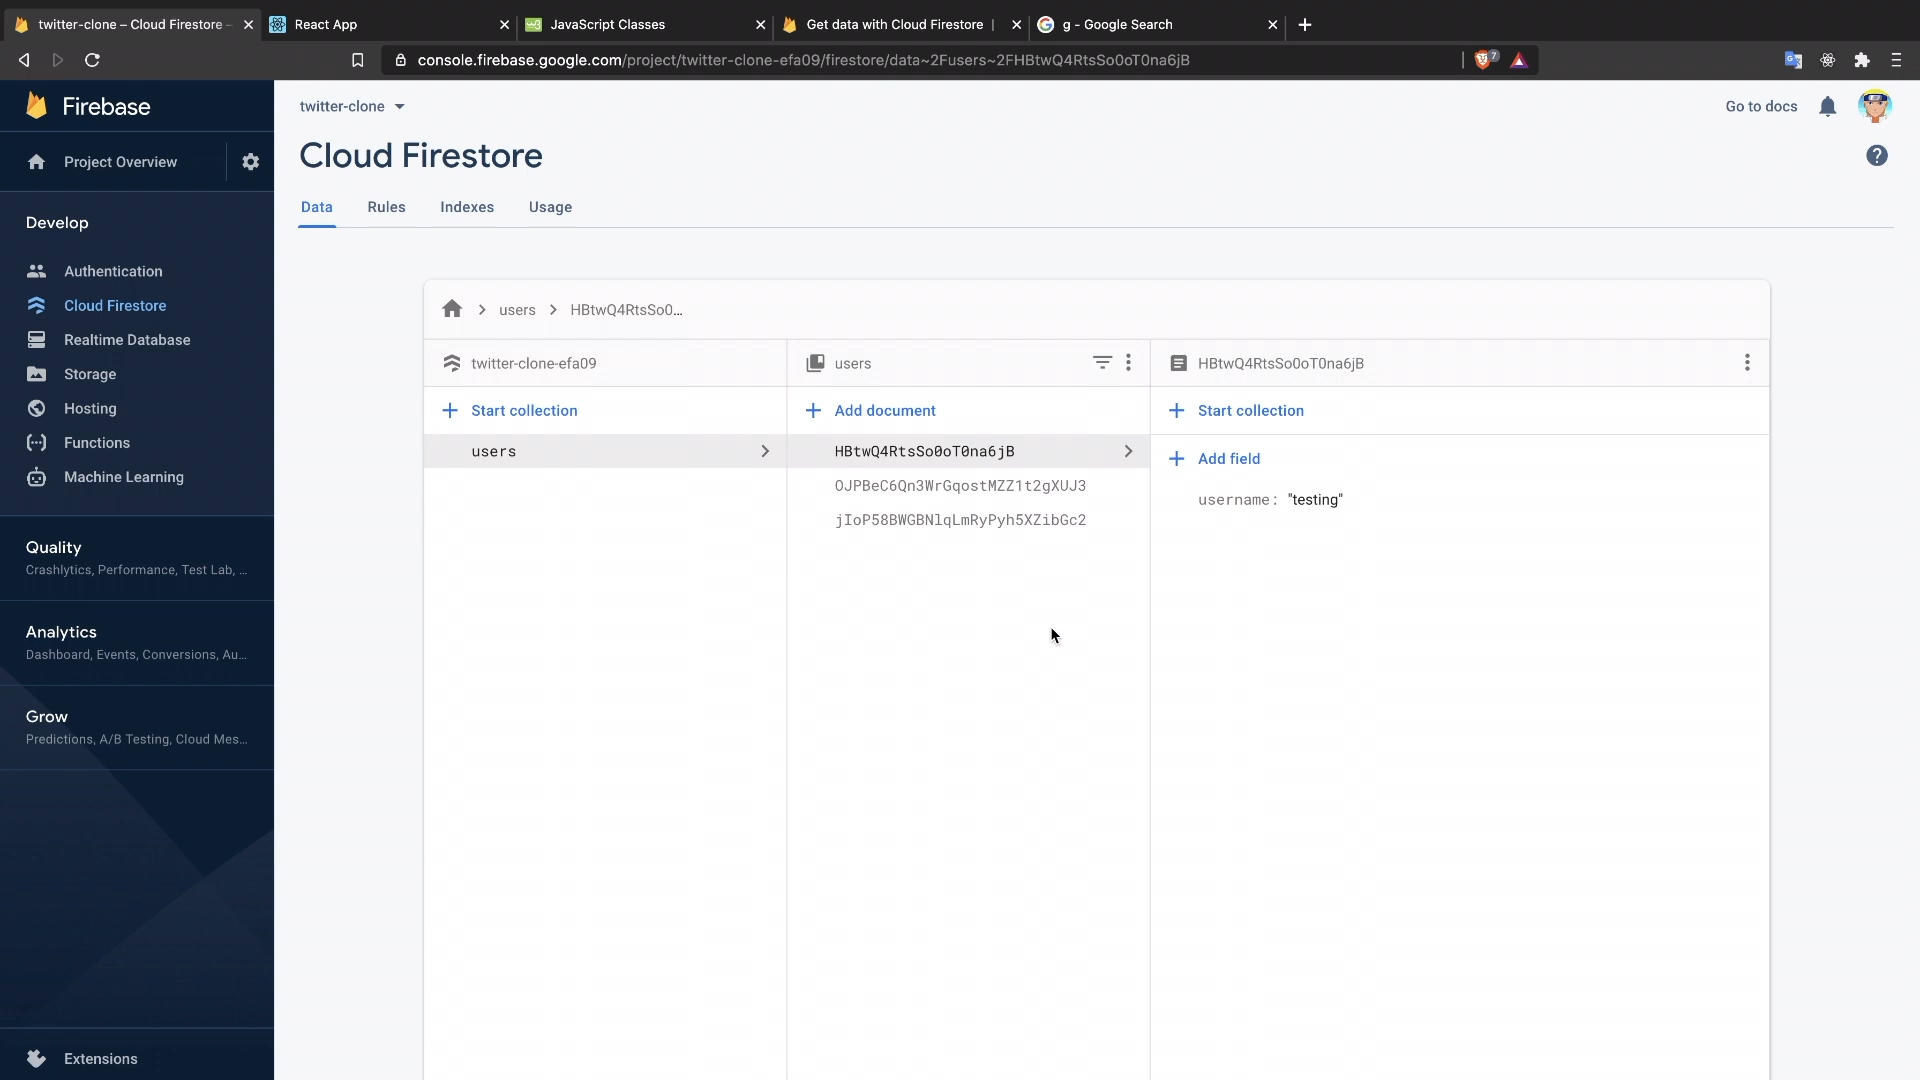 twitter-clone – Cloud Firestore –
React App
JavaScript Classes
Get data with Cloud Firestore |
g - Google Search
console.firebase.google.com/project/twitter-clone-efa09/firestore/data~2Fusers~2FHBtwQ4RtsSo0oT0na6jB
7
Firebase
twitter-clone
Go to docs
Cloud Firestore
Project Overview
Data
Rules
Indexes
Usage
Develop
Authentication
Cloud Firestore
Realtime Database
Storage
Hosting
Functions
Machine Learning
Quality
Crashlytics, Performance, Test Lab, ...
Analytics
Dashboard, Events, Conversions, Au...
Grow
Predictions, A/B Testing, Cloud Mes...
Extensions
users
HBtwQ4RtsSo0...
twitter-clone-efa09
Start collection
users
users
Add document
HBtwQ4RtsSo0oT0na6jB
OJPBeC6Qn3WrGqostMZZ1t2gXUJ3
jIoP58BWGBNlqLmRyPyh5XZibGc2
HBtwQ4RtsSo0oT0na6jB
Start collection
Add field
username: "testing"